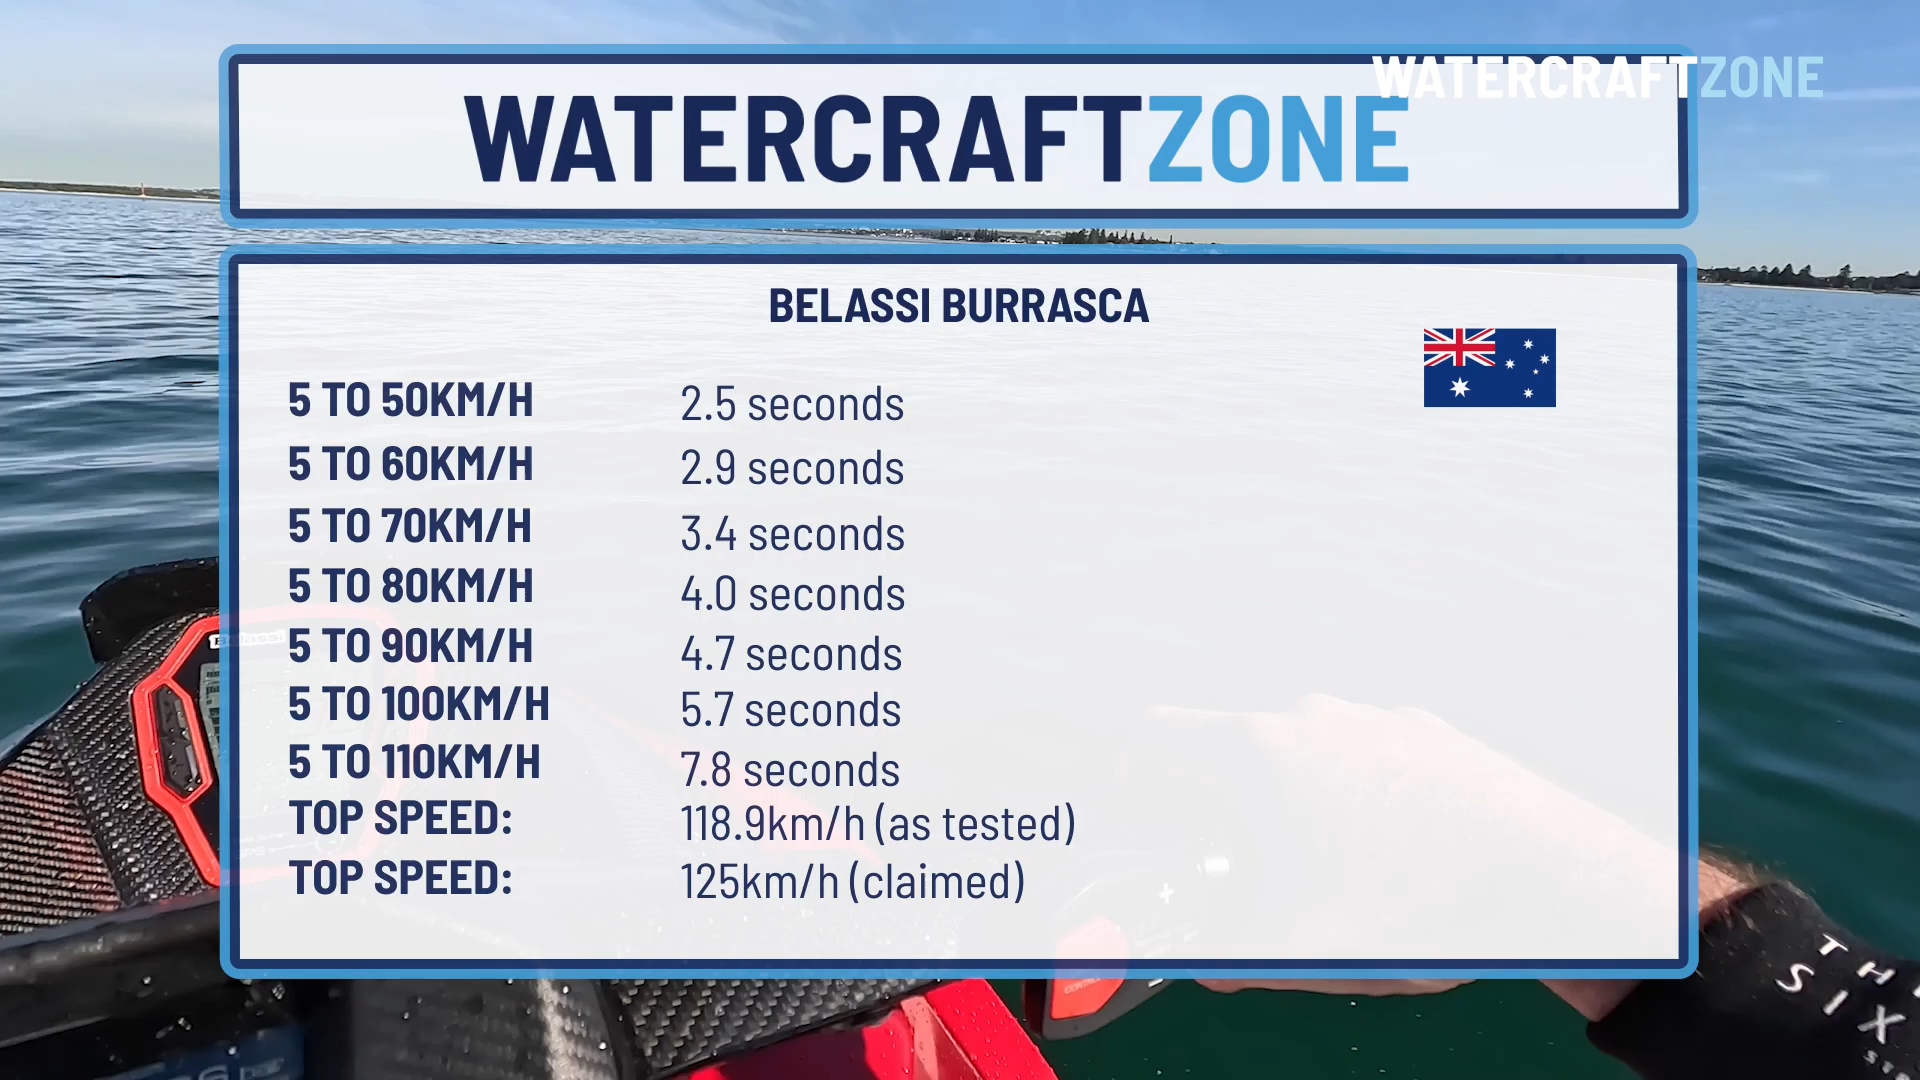 WATERCRAFTZONE
WATERCRAFTZONE
BELASSI BURRASCA
5 TO 50KM/H 2.5 seconds
5 TO 60KM/H 2.9 seconds
5 TO 70KM/H 3.4 seconds
5 TO 80KM/H 4.0 seconds
5 TO 90KM/H 4.7 seconds
5 TO 100KM/H 5.7 seconds
5 TO 110KM/H 7.8 seconds
TOP SPEED: 118.9km/h (as tested)
TOP SPEED: 125km/h (claimed)
Belassi